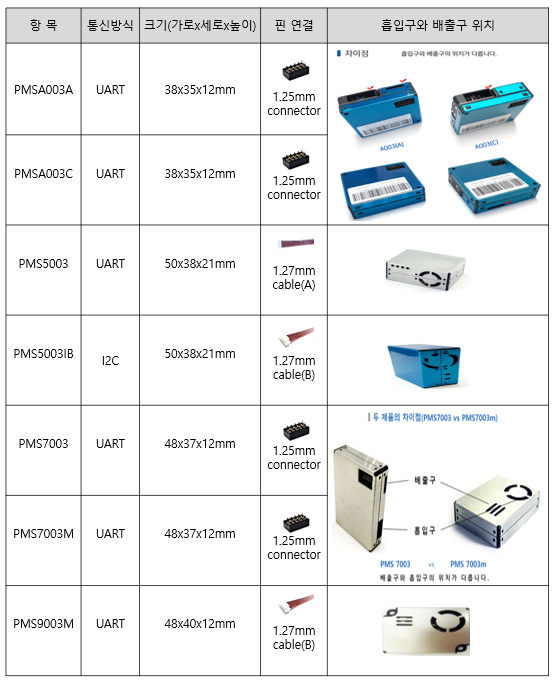 항 목 통신방식 크기(가로x세로x높이) 핀 연결 흡입구와 배출구 위치
PMSA003A UART 38x35x12mm 1.25mm
connector
차이점 흡입구와 배출구의 위치가 다릅니다.
A003(A) A003(C)
PMSA003C UART 38x35x12mm 1.25mm
connector
PMS5003 UART 50x38x21mm 1.27mm
cable(A)
PMS5003IB I2C 50x38x21mm 1.27mm
cable(B)
PMS7003 UART 48x37x12mm 1.25mm
connector
두 제품의 차이점(PMS7003 vs PMS7003m)
배출구
흡입구
PMS 7003 vs PMS 7003m
배출구와 흡입구의 위치가 다릅니다.
PMS7003M UART 48x37x12mm 1.25mm
connector
PMS9003M UART 48x40x12mm 1.27mm
cable(B)